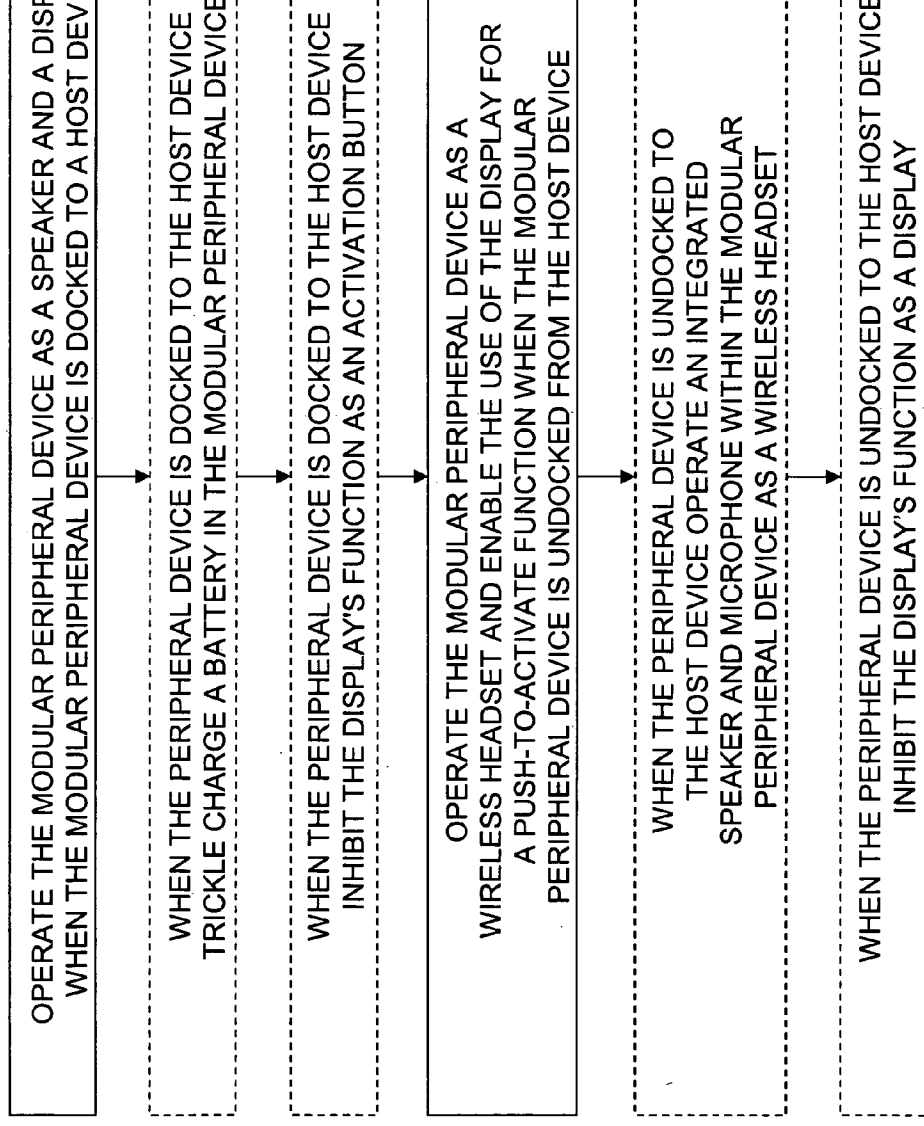 OPERATE THE MODULAR PERIPHERAL DEVICE AS A SPEAKER AND A
WHEN THE MODULAR PERIPHERAL DEVICE IS DOCKED TO A HOST
WHEN THE PERIPHERAL DEVICE IS DOCKED TO THE HOST DEVICE
TRICKLE CHARGE A BATTERY IN THE MODULAR PERIPHERAL DEVICE
WHEN THE PERIPHERAL DEVICE IS DOCKED TO THE HOST DEVICE
INHIBIT THE DISPLAY'S FUNCTION AS AN ACTIVATION BUTTON
OPERATE THE MODULAR PERIPHERAL DEVICE AS A
WIRELESS HEADSET AND ENABLE THE USE OF THE DISPLAY FOR
A PUSH-TO-ACTIVATE FUNCTION WHEN THE MODULAR
PERIPHERAL DEVICE IS UNDOCKED FROM THE HOST DEVICE
WHEN THE PERIPHERAL DEVICE IS UNDOCKED TO
THE HOST DEVICE OPERATE AN INTEGRATED
SPEAKER AND MICROPHONE WITHIN THE MODULAR
PERIPHERAL DEVICE AS A WIRELESS HEADSET
WHEN THE PERIPHERAL DEVICE IS UNDOCKED TO THE HOST DEVICE
INHIBIT THE DISPLAY'S FUNCTION AS A DISPLAY